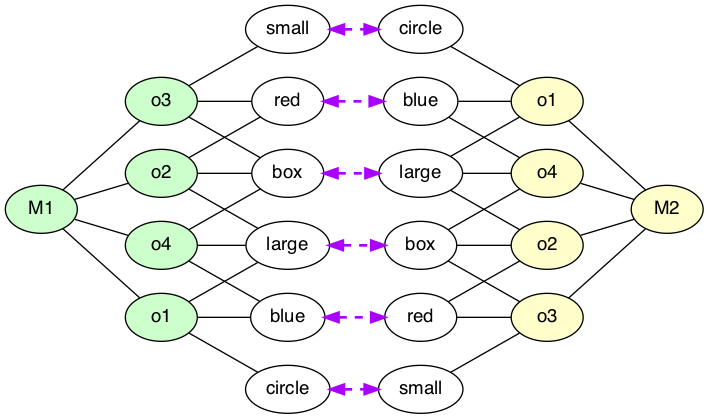 small circle
o3 red blue o1
o2 box large o4
M1 M2
o4 large box o2
o1 blue red o3
circle small